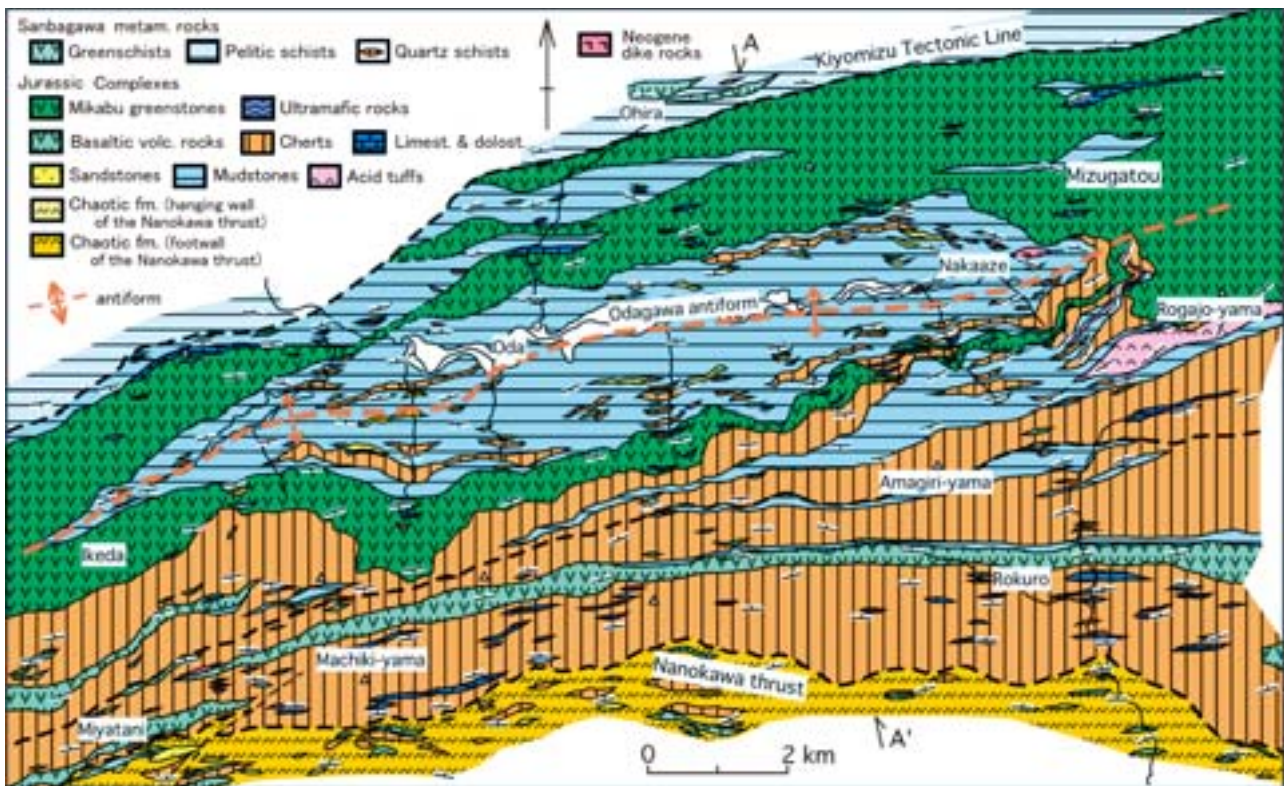 Sanbagawa metam. rocks
Greenschists
Pelitic schists
Quartz schists
Neogene
dike rocks
Jurassic Complexes
Mikabu greenstones
Ultramafic rocks
Basaltic volc. rocks
Cherts
Limest. & dolost.
Sandstones
Mudstones
Acid tuffs
Chaotic fm. (hanging wall
of the Nanokawa thrust)
Chaotic fm. (footwall
of the Nanokawa thrust)
antiform
A
Kiyomizu Tectonic Line
Ohira
Mizugatou
Nakaaze
Odagawa antiform
Rogajo-yama
Oda
Amagiri-yama
Ikeda
Rokuro
Machiki-yama
Nanokawa thrust
Miyatani
A'
0 2 km